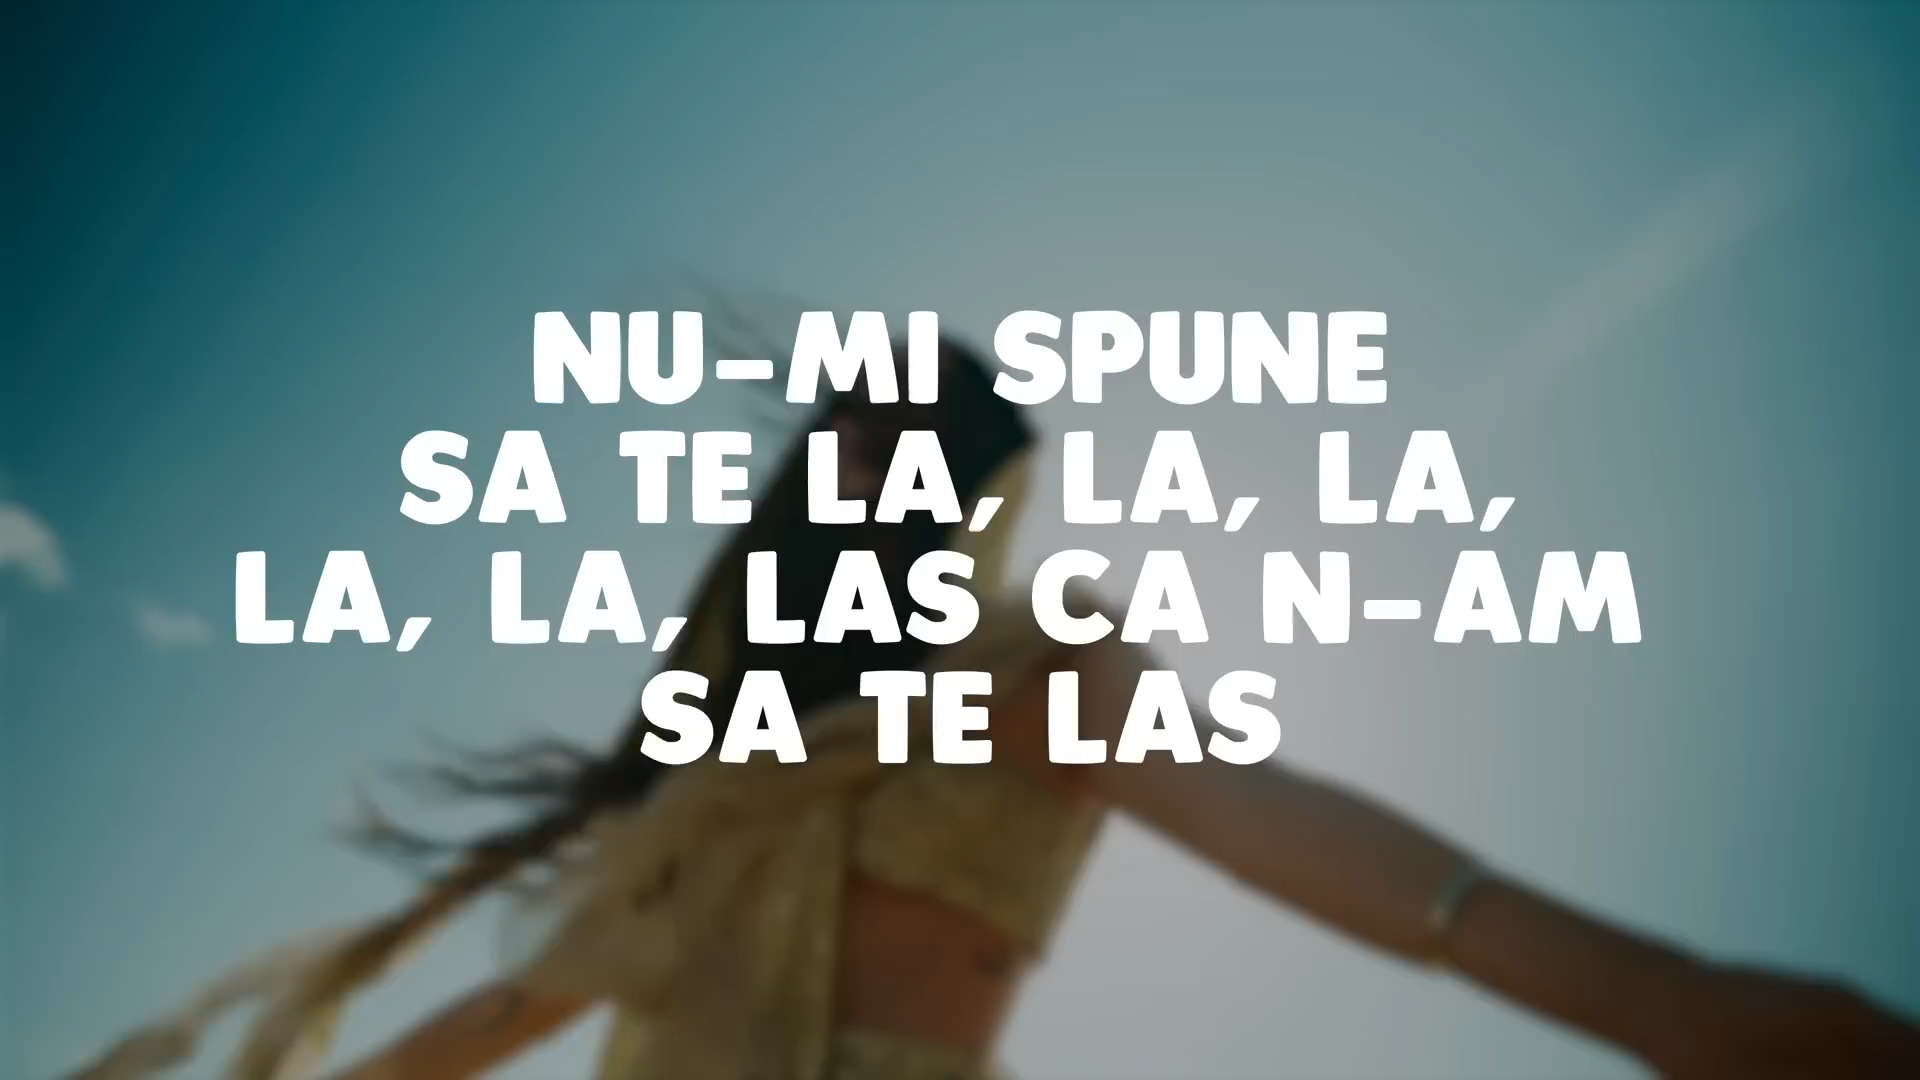 NU-MI SPUNE
SA TE LA, LA, LA,
LA, LA, LAS CA N-AM
SA TE LAS